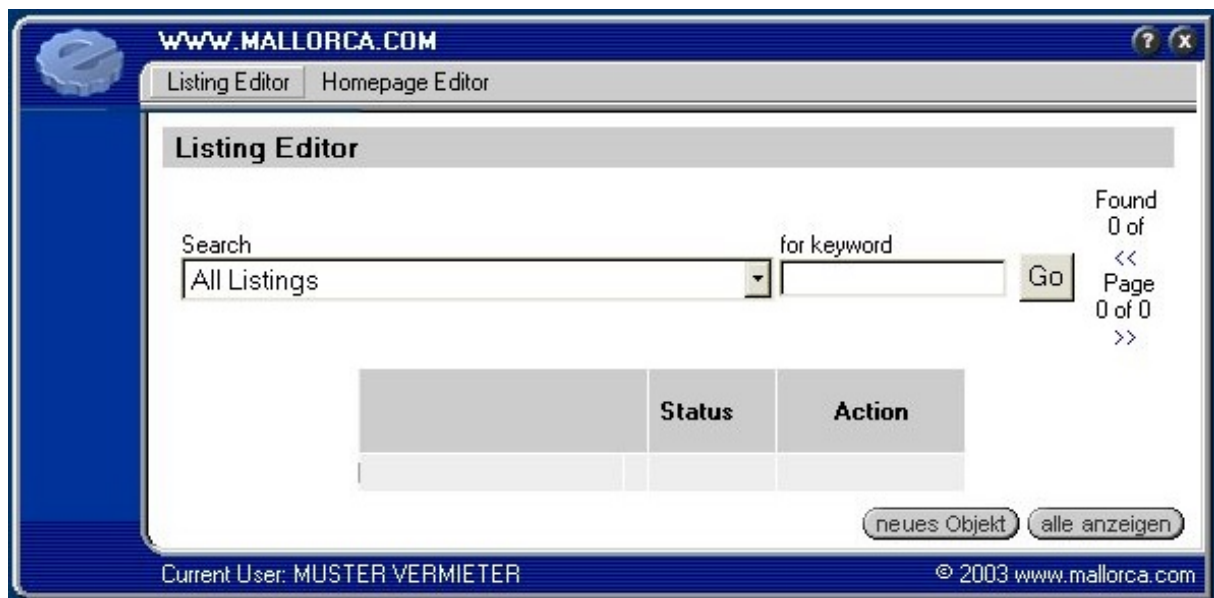 WWW.MALLORCA.COM
? x
Listing Editor Homepage Editor
Listing Editor
Found
0 of
<<
Page
0 of 0
>>
Search for keyword
All Listings Go
Status Action
neues Objekt alle anzeigen
Current User: MUSTER VERMIETER © 2003 www.mallorca.com